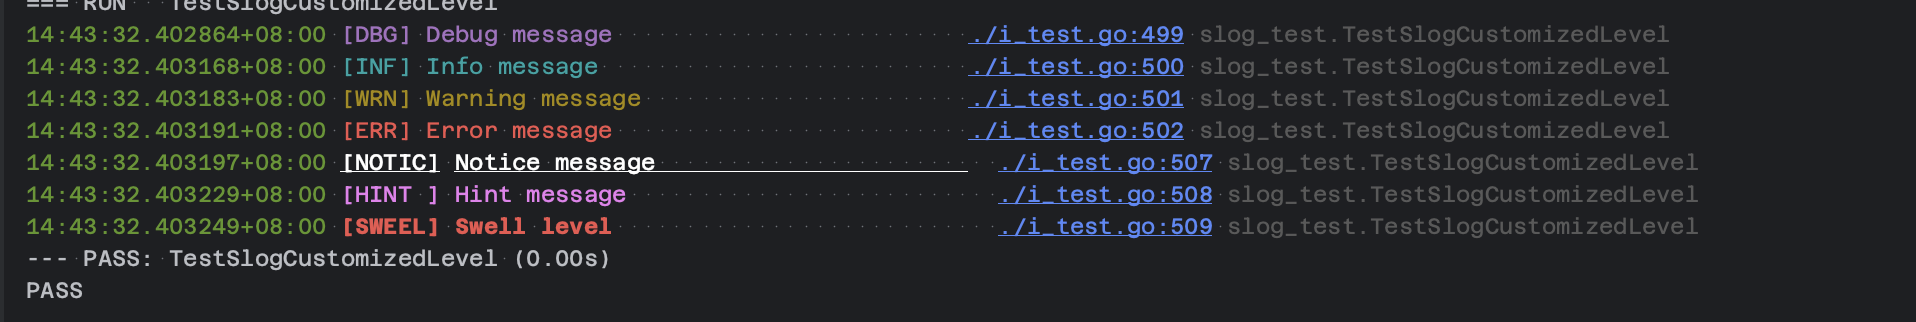 === RUN TestSlogCustomizedLevel
14:43:32.402864+08:00 [DBG] Debug message ./i_test.go:499 slog_test.TestSlogCustomizedLevel
14:43:32.403168+08:00 [INF] Info message ./i_test.go:500 slog_test.TestSlogCustomizedLevel
14:43:32.403183+08:00 [WRN] Warning message ./i_test.go:501 slog_test.TestSlogCustomizedLevel
14:43:32.403191+08:00 [ERR] Error message ./i_test.go:502 slog_test.TestSlogCustomizedLevel
14:43:32.403197+08:00 [NOTIC] Notice message ./i_test.go:507 slog_test.TestSlogCustomizedLevel
14:43:32.403229+08:00 [HINT ] Hint message ./i_test.go:508 slog_test.TestSlogCustomizedLevel
14:43:32.403249+08:00 [SWEEL] Swell level ./i_test.go:509 slog_test.TestSlogCustomizedLevel
--- PASS: TestSlogCustomizedLevel (0.00s)
PASS